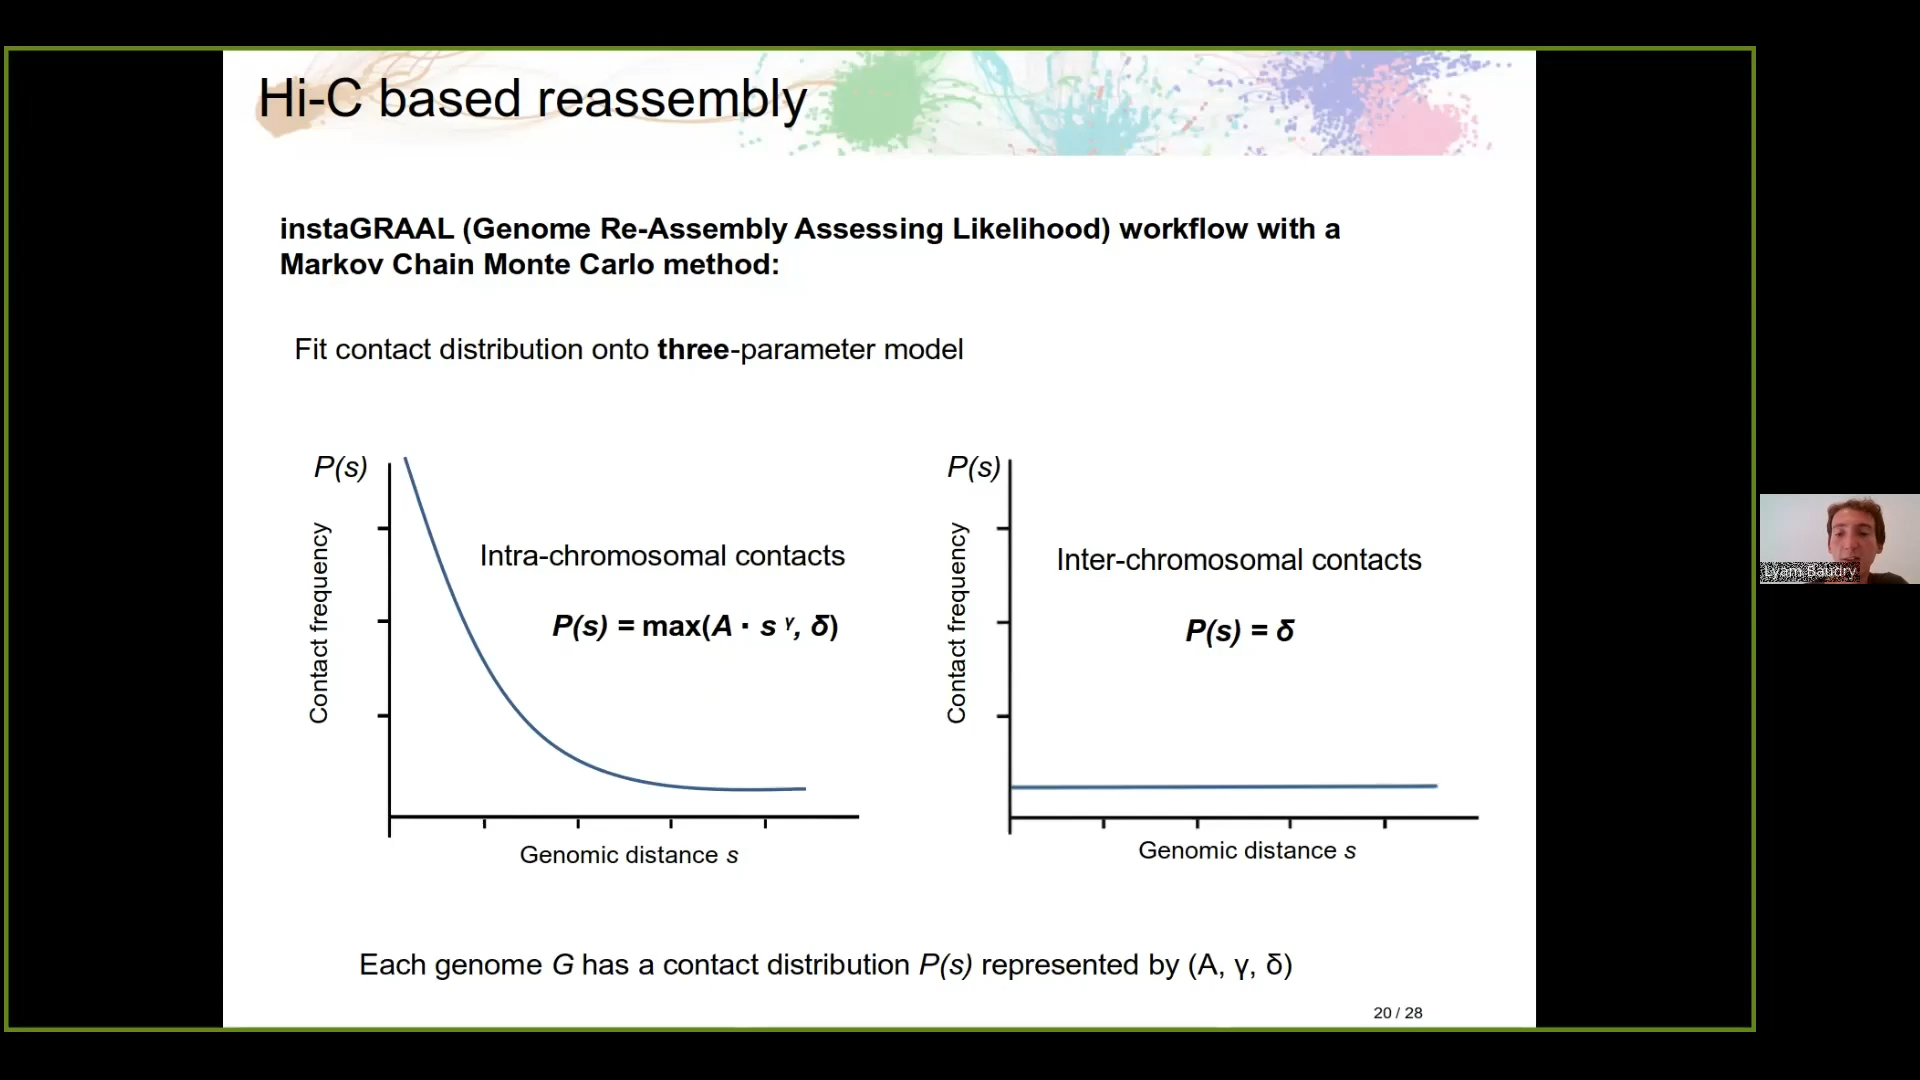 Hi-C based reassembly
instaGRAAL (Genome Re-Assembly Assessing Likelihood) workflow with a
Markov Chain Monte Carlo method:
Fit contact distribution onto three-parameter model
P(s)
Contact frequency
Intra-chromosomal contacts
P(s) = max(A · s ᵞ, δ)
Genomic distance s
P(s)
Contact frequency
Inter-chromosomal contacts
P(s) = δ
Genomic distance s
Each genome G has a contact distribution P(s) represented by (A, γ, δ)
20 / 28
Lyam Baudry